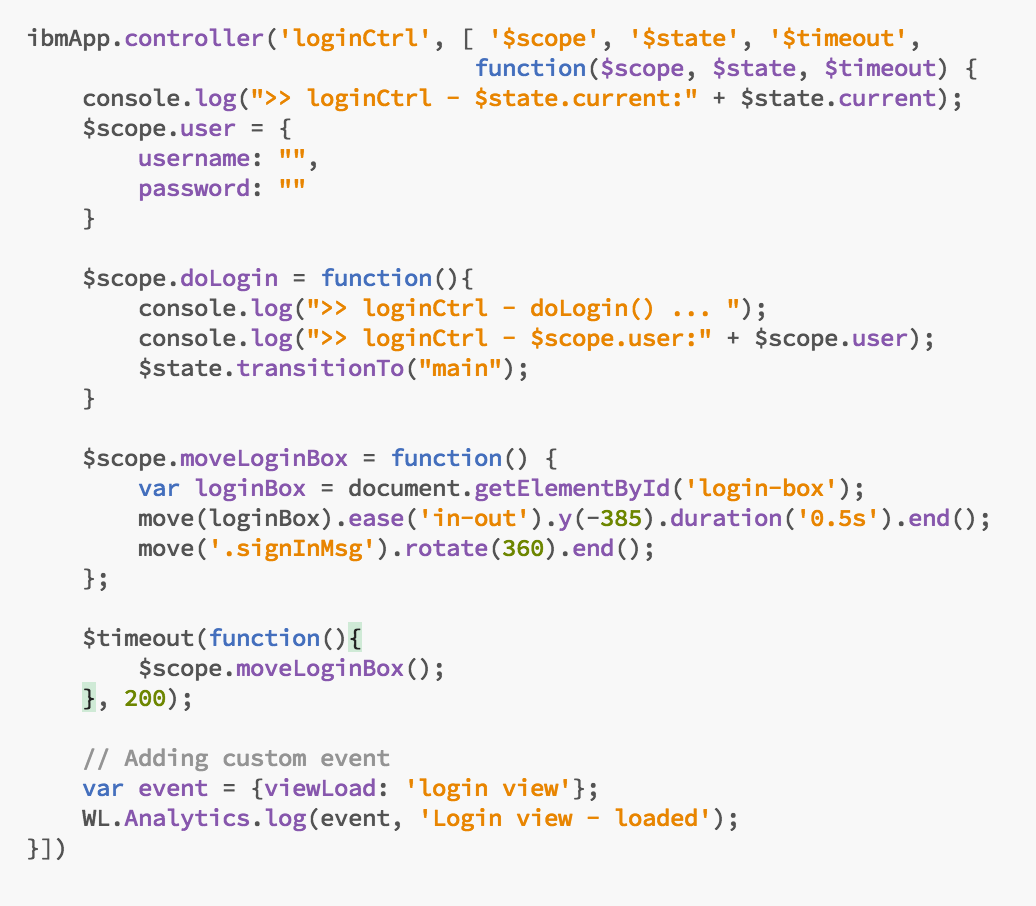 ibmApp.controller('loginCtrl', [ '$scope', '$state', '$timeout',
                                function($scope, $state, $timeout) {
    console.log(">> loginCtrl - $state.current:" + $state.current);
    $scope.user = {
        username: "",
        password: ""
    }

    $scope.doLogin = function(){
        console.log(">> loginCtrl - doLogin() ... ");
        console.log(">> loginCtrl - $scope.user:" + $scope.user);
        $state.transitionTo("main");
    }

    $scope.moveLoginBox = function() {
        var loginBox = document.getElementById('login-box');
        move(loginBox).ease('in-out').y(-385).duration('0.5s').end();
        move('.signInMsg').rotate(360).end();
    };

    $timeout(function(){
        $scope.moveLoginBox();
    }, 200);

    // Adding custom event
    var event = {viewLoad: 'login view'};
    WL.Analytics.log(event, 'Login view - loaded');
}])